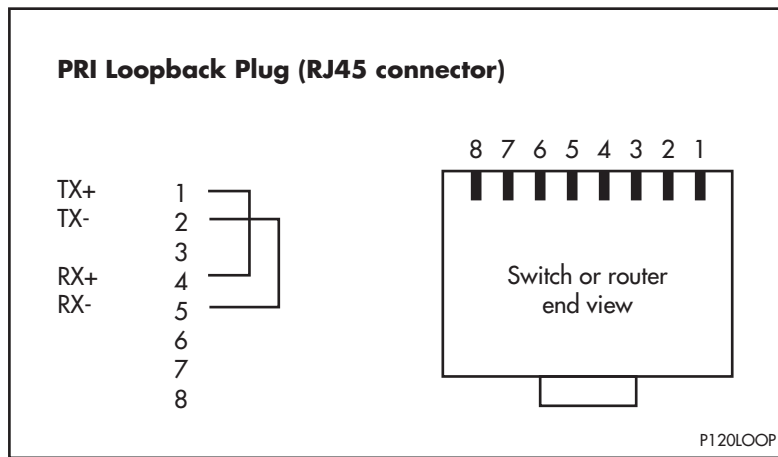 PRI Loopback Plug (RJ45 connector)
8 7 6 5 4 3 2 1
TX+ 1
TX- 2
3
RX+ 4
RX- 5
6
7
8
Switch or router
end view
P120LOOP